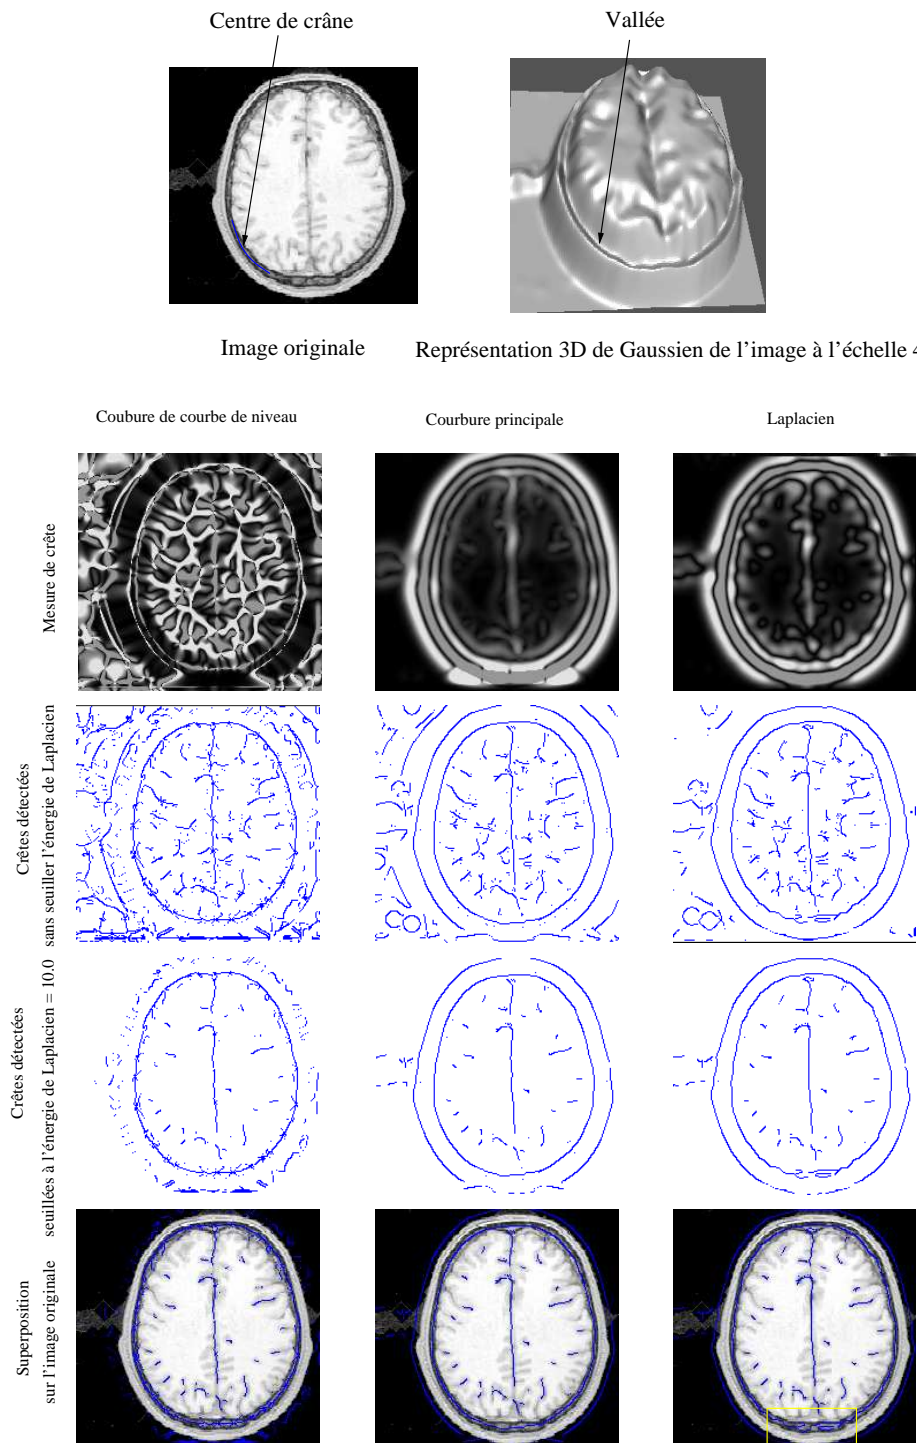 Centre de crâne
Vallée
Image originale
Représentation 3D de Gaussien de l'image à l'échelle 4
Coubure de courbe de niveau
Courbure principale
Laplacien
Mesure de crête
Crêtes détectées
sans seuiller l'énergie de Laplacien
Crêtes détectées
seuillées à l'énergie de Laplacien = 10.0
Superposition
sur l'image originale